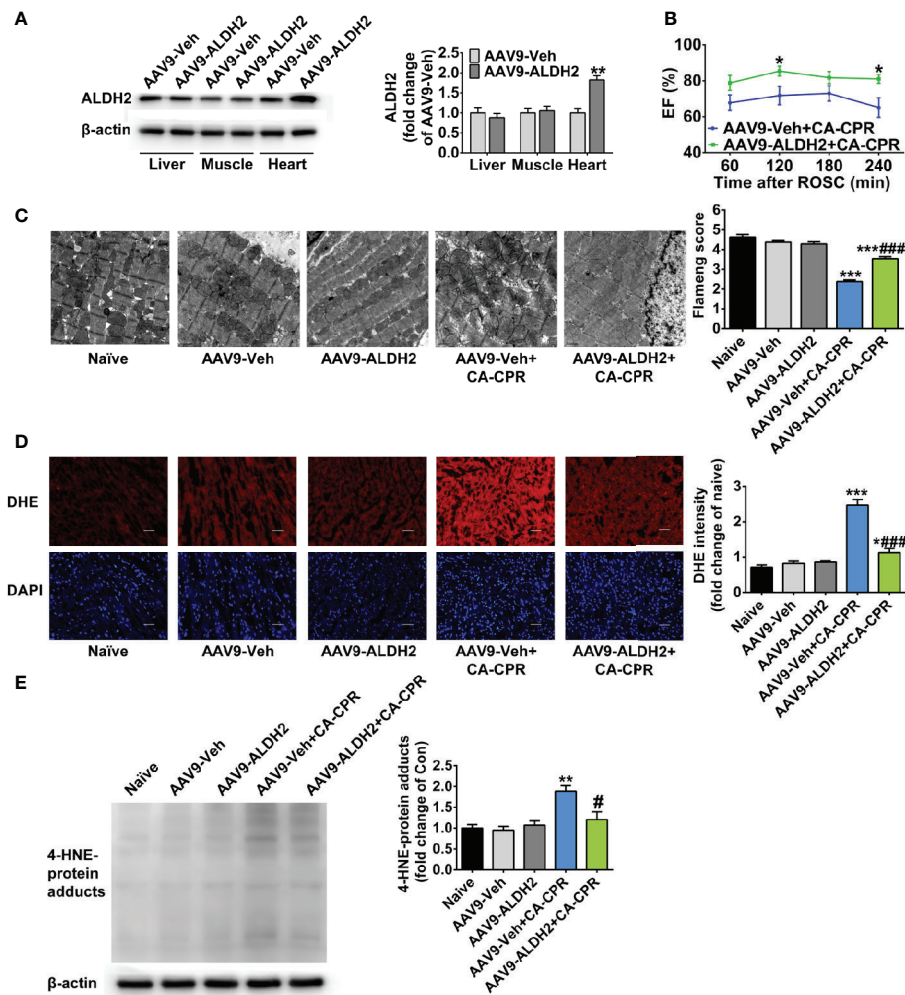 A
AAV9-Veh
AAV9-ALDH2
AAV9-Veh
AAV9-ALDH2
AAV9-Veh
AAV9-ALDH2
ALDH2
β-actin
Liver Muscle Heart
ALDH2
(fold change
of AAV9-Veh)
2.5
2.0
1.5
1.0
0.5
0
AAV9-Veh
AAV9-ALDH2
**
Liver Muscle Heart
B
EF (%)
100
80
60
40
* *
AAV9-Veh+CA-CPR
AAV9-ALDH2+CA-CPR
60 120 180 240
Time after ROSC (min)
C
Naïve
AAV9-Veh
AAV9-ALDH2
AAV9-Veh+
CA-CPR
AAV9-ALDH2+
CA-CPR
Flameng score
6
5
4
3
2
1
0
***
***###
Naive
AAV9-Veh
AAV9-ALDH2
AAV9-Veh+CA-CPR
AAV9-ALDH2+CA-CPR
D
DHE
DAPI
Naïve
AAV9-Veh
AAV9-ALDH2
AAV9-Veh+
CA-CPR
AAV9-ALDH2+
CA-CPR
DHE intensity
(fold change of naive)
3
2
1
0
***
*###
Naive
AAV9-Veh
AAV9-ALDH2
AAV9-Veh+CA-CPR
AAV9-ALDH2+CA-CPR
E
Naïve
AAV9-Veh
AAV9-ALDH2
AAV9-Veh+CA-CPR
AAV9-ALDH2+CA-CPR
4-HNE-
protein
adducts
β-actin
4-HNE-protein adducts
(fold change of Con)
2.5
2.0
1.5
1.0
0.5
0.0
**
#
Naive
AAV9-Veh
AAV9-ALDH2
AAV9-Veh+CA-CPR
AAV9-ALDH2+CA-CPR